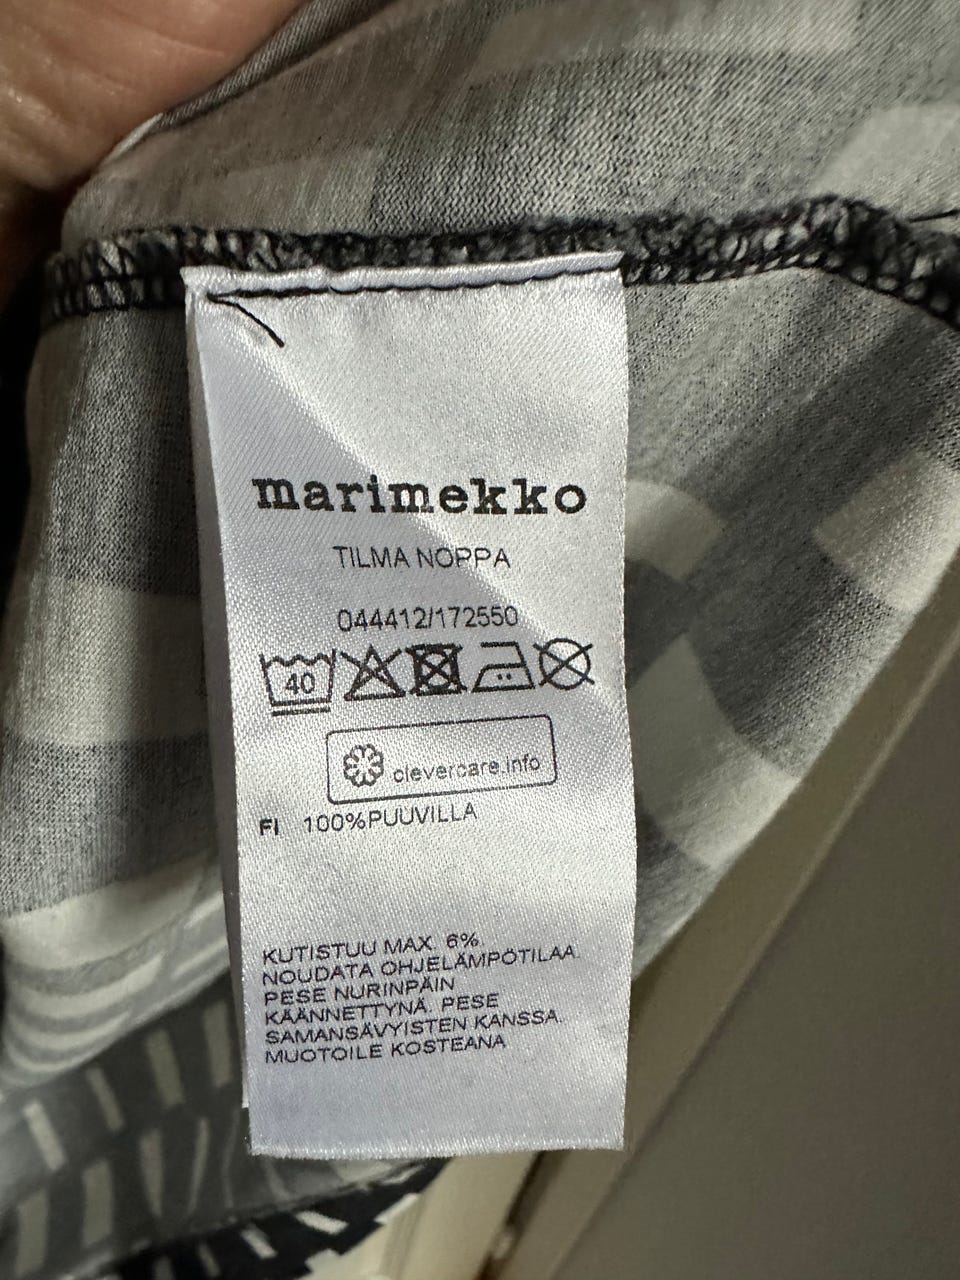 marimekko
TILMA NOPPA
044412/172550
40
clevercare.info
FI 100%PUUVILLA
KUTISTUU MAX. 6%.
NOUDATA OHJELÄMPÖTILAA.
PESE NURINPÄIN
KÄÄNNETTYNÄ. PESE
SAMANSÄVYISTEN KANSSA.
MUOTOILE KOSTEANA